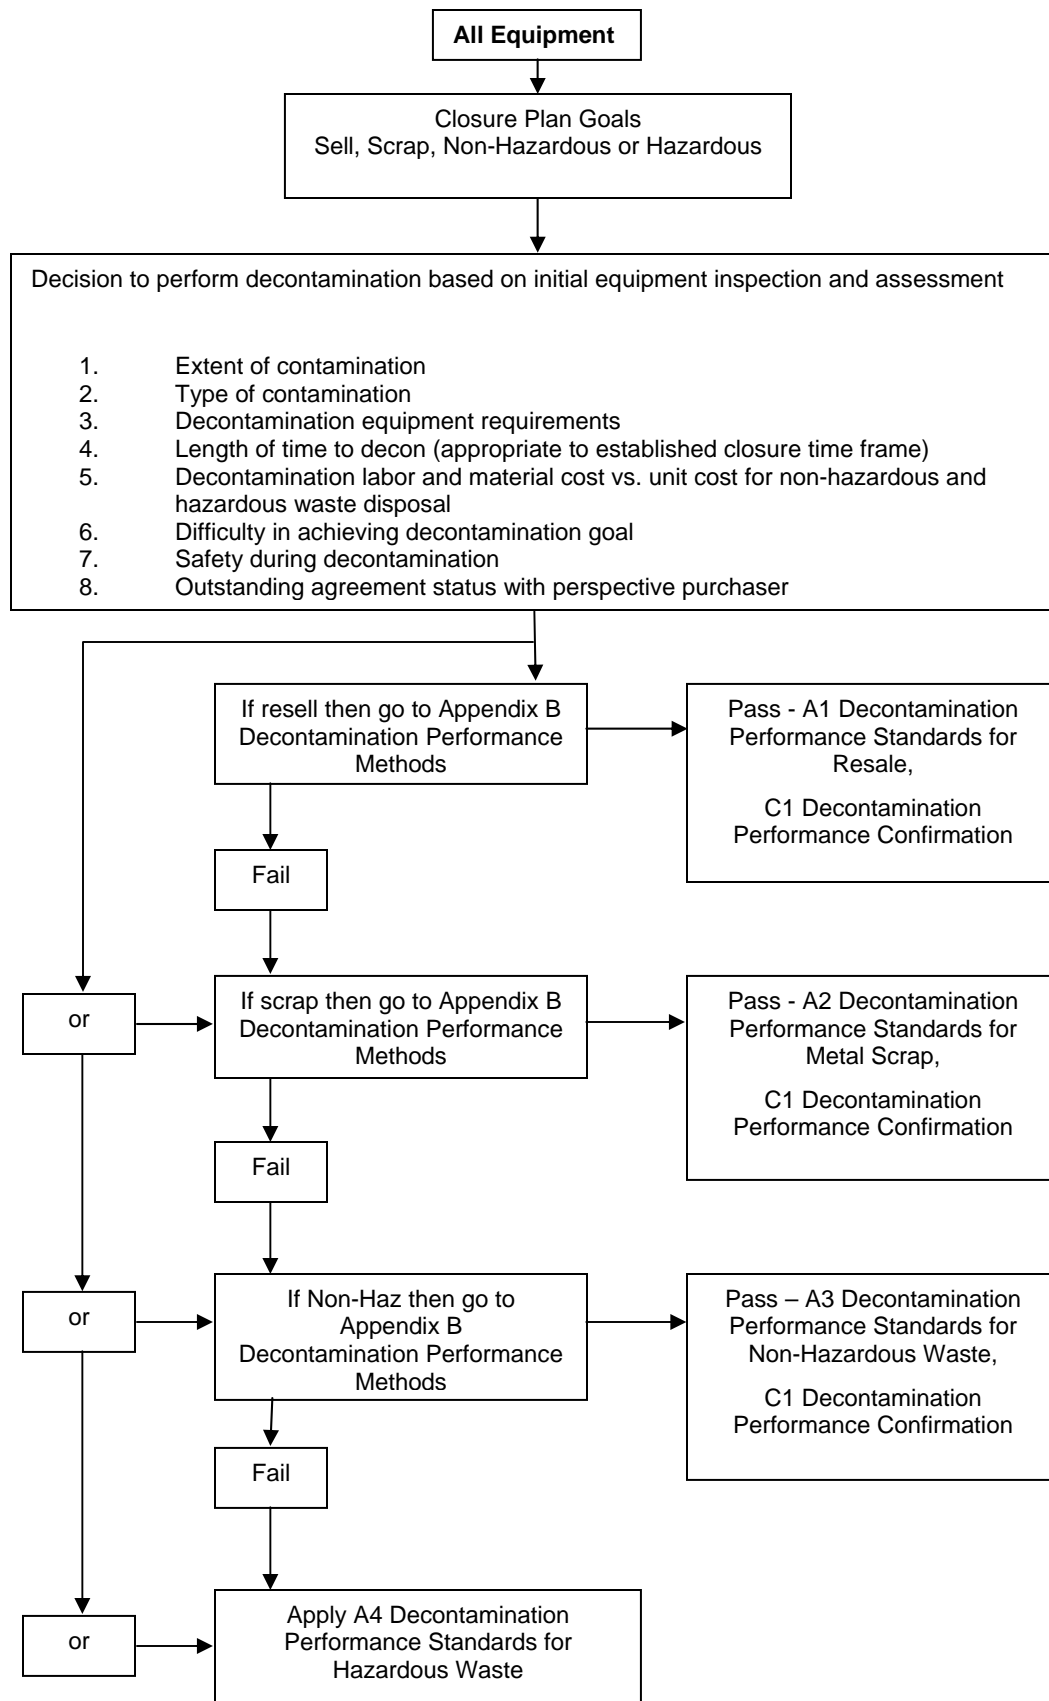 All Equipment
Closure Plan Goals
Sell, Scrap, Non-Hazardous or Hazardous
Decision to perform decontamination based on initial equipment inspection and assessment
1. Extent of contamination
2. Type of contamination
3. Decontamination equipment requirements
4. Length of time to decon (appropriate to established closure time frame)
5. Decontamination labor and material cost vs. unit cost for non-hazardous and
hazardous waste disposal
6. Difficulty in achieving decontamination goal
7. Safety during decontamination
8. Outstanding agreement status with perspective purchaser
If resell then go to Appendix B
Decontamination Performance
Methods
Pass - A1 Decontamination
Performance Standards for
Resale,
C1 Decontamination
Performance Confirmation
Fail
or
If scrap then go to Appendix B
Decontamination Performance
Methods
Pass - A2 Decontamination
Performance Standards for
Metal Scrap,
C1 Decontamination
Performance Confirmation
Fail
or
If Non-Haz then go to
Appendix B
Decontamination Performance
Methods
Pass – A3 Decontamination
Performance Standards for
Non-Hazardous Waste,
C1 Decontamination
Performance Confirmation
Fail
or
Apply A4 Decontamination
Performance Standards for
Hazardous Waste